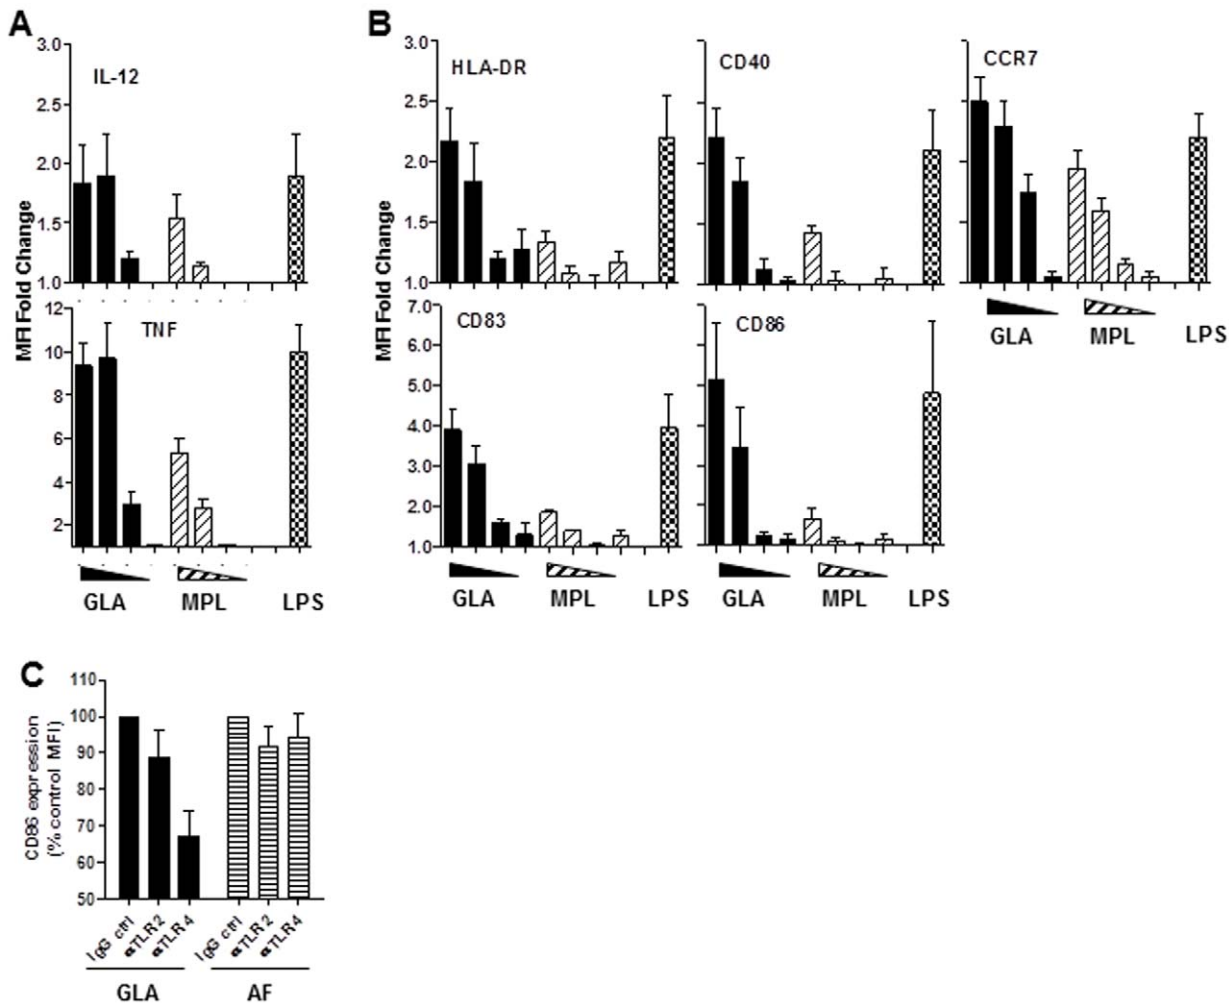 A
B
3.0
2.5
2.0
1.5
1.0
IL-12
MFI Fold Change
12
10
8
6
4
2
TNF
GLA MPL LPS
3.0
2.5
2.0
1.5
1.0
HLA-DR
MFI Fold Change
CD40
CCR7
GLA MPL LPS
7.0
6.0
5.0
4.0
3.0
2.0
1.0
CD83
CD86
GLA MPL LPS
GLA MPL LPS
C
110
100
90
80
70
60
50
CD86 expression
(% control MFI)
IgG ctrl
αTLR2
αTLR4
IgG ctrl
αTLR2
αTLR4
GLA AF